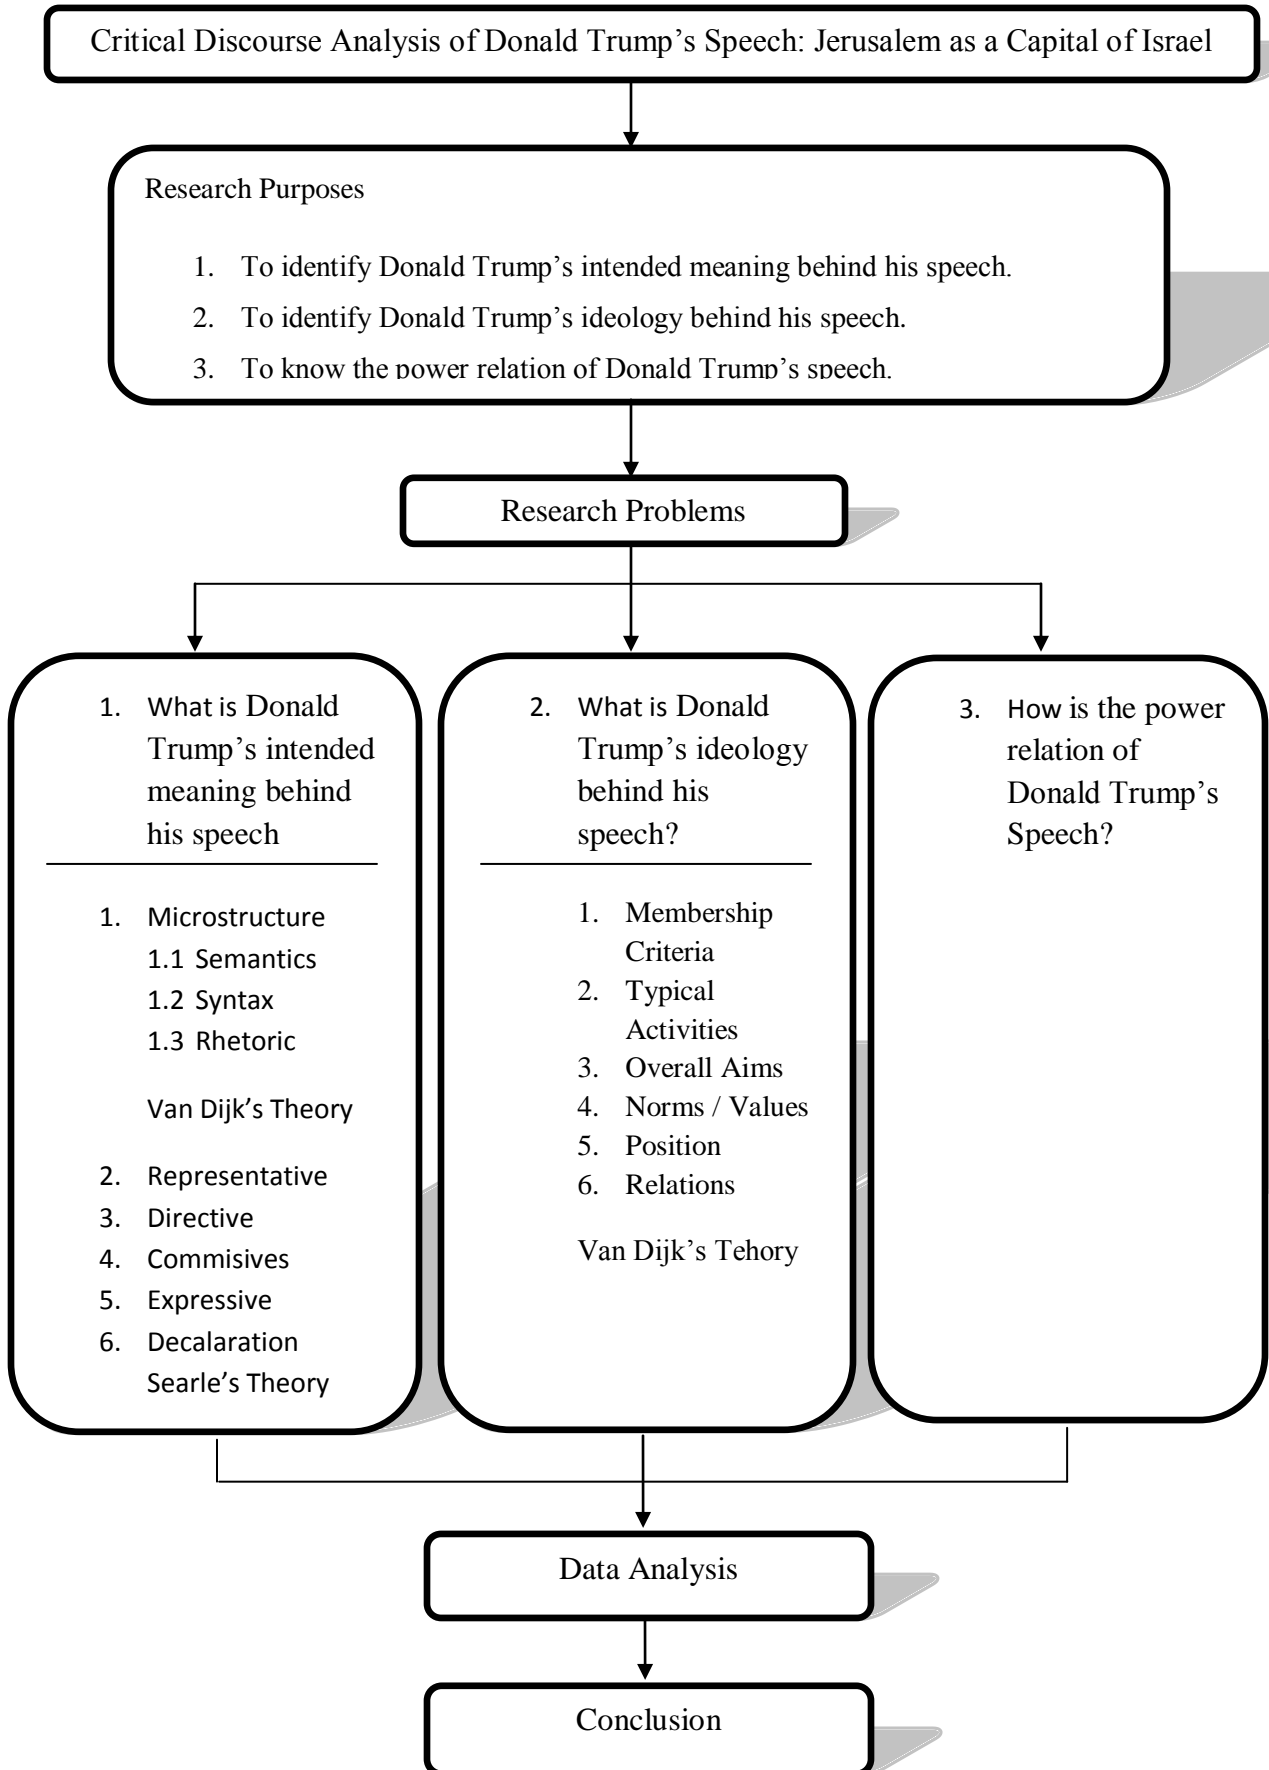 Critical Discourse Analysis of Donald Trump’s Speech: Jerusalem as a Capital of Israel
Research Purposes
1. To identify Donald Trump’s intended meaning behind his speech.
2. To identify Donald Trump’s ideology behind his speech.
3. To know the power relation of Donald Trump’s speech.
Research Problems
1. What is Donald
Trump’s intended
meaning behind
his speech
1. Microstructure
1.1 Semantics
1.2 Syntax
1.3 Rhetoric
Van Dijk’s Theory
2. Representative
3. Directive
4. Commisives
5. Expressive
6. Decalaration
Searle’s Theory
2. What is Donald
Trump’s ideology
behind his
speech?
1. Membership
Criteria
2. Typical
Activities
3. Overall Aims
4. Norms / Values
5. Position
6. Relations
Van Dijk’s Tehory
3. How is the power
relation of
Donald Trump’s
Speech?
Data Analysis
Conclusion